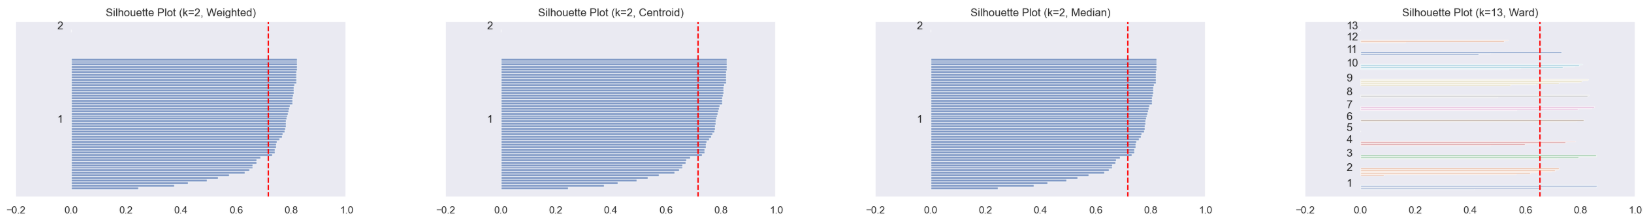 Silhouette Plot (k=2, Weighted)
2
1
−0.2 0.0 0.2 0.4 0.6 0.8 1.0
Silhouette Plot (k=2, Centroid)
2
1
−0.2 0.0 0.2 0.4 0.6 0.8 1.0
Silhouette Plot (k=2, Median)
2
1
−0.2 0.0 0.2 0.4 0.6 0.8 1.0
Silhouette Plot (k=13, Ward)
13
12
11
10
9
8
7
6
5
4
3
2
1
−0.2 0.0 0.2 0.4 0.6 0.8 1.0